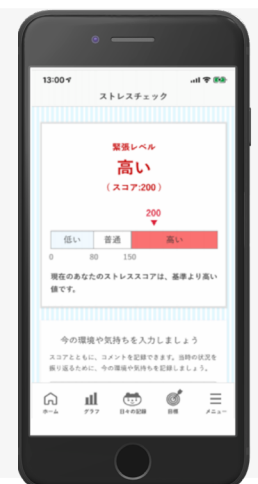 13:00
ストレスチェック
緊張レベル
高い
(スコア:200)
200
低い 普通 高い
0 80 150
現在のあなたのストレススコアは、基準より高い
値です。
今の環境や気持ちを入力しましょう
スコアとともに、コメントを記録できます。当時の状況を
振り返るために、今の環境や気持ちを記録しましょう。
ホーム グラフ 日々の記録 目標 メニュー